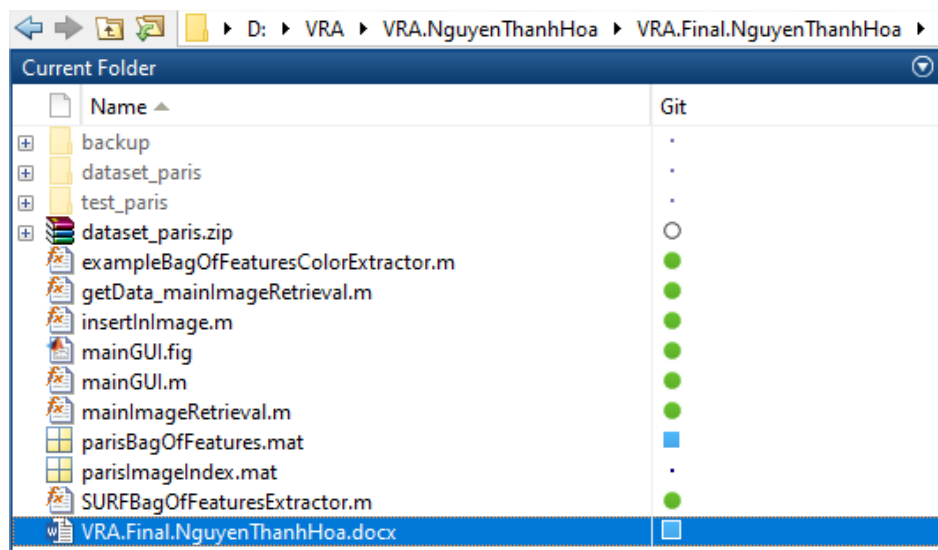 D: VRA VRA.NguyenThanhHoa VRA.Final.NguyenThanhHoa
Current Folder
Name Git
backup
dataset_paris
test_paris
dataset_paris.zip
exampleBagOfFeaturesColorExtractor.m
getData_mainImageRetrieval.m
insertInImage.m
mainGUI.fig
mainGUI.m
mainImageRetrieval.m
parisBagOfFeatures.mat
parisImageIndex.mat
SURFBagOfFeaturesExtractor.m
VRA.Final.NguyenThanhHoa.docx